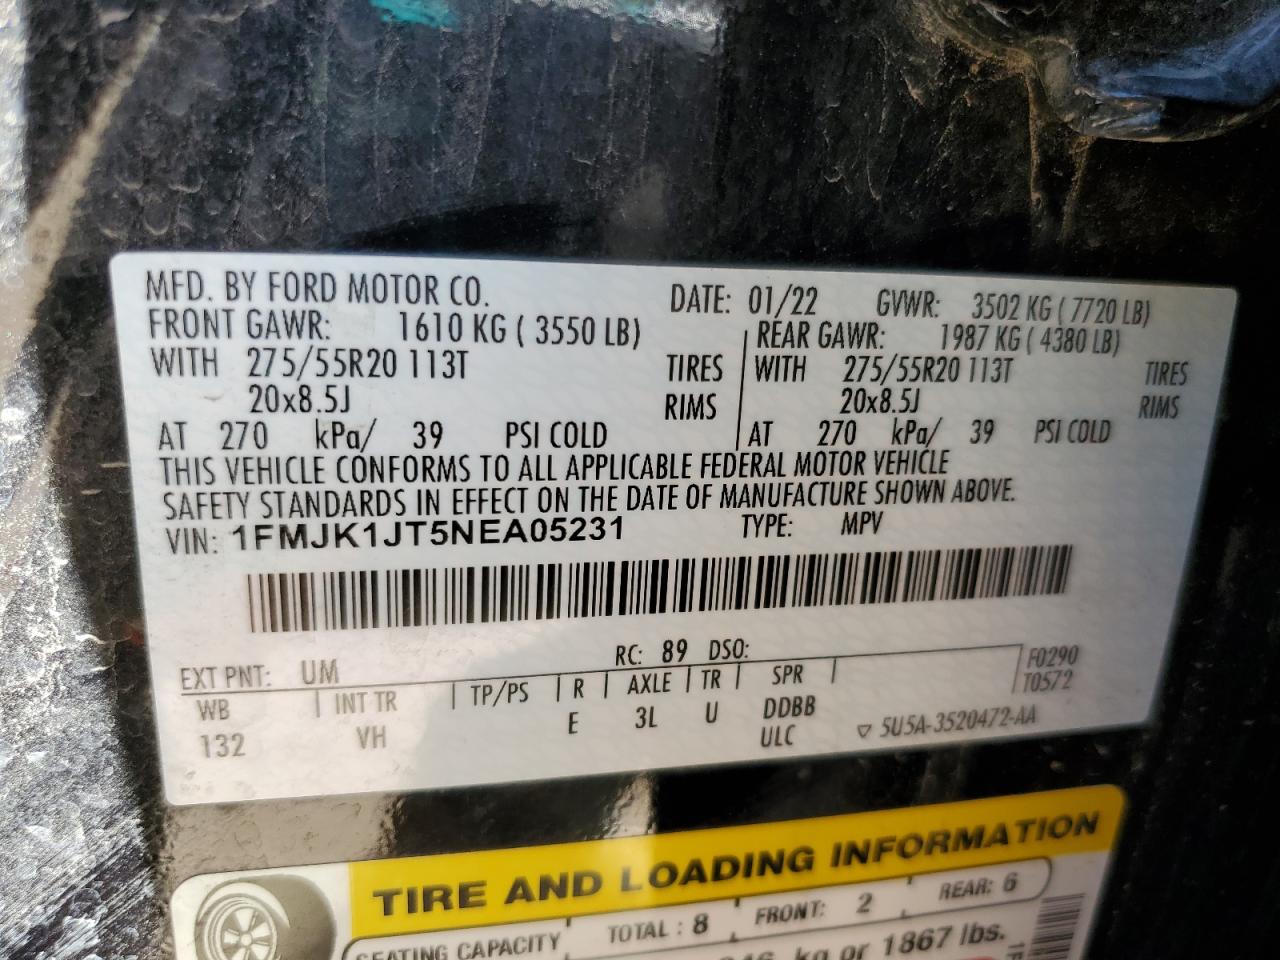 MFD. BY FORD MOTOR CO. DATE: 01/22 GVWR: 3502 KG ( 7720 LB)
FRONT GAWR: 1610 KG ( 3550 LB) REAR GAWR: 1987 KG ( 4380 LB)
WITH 275/55R20 113T TIRES WITH 275/55R20 113T TIRES
20x8.5J RIMS 20x8.5J RIMS
AT 270 kPa/ 39 PSI COLD AT 270 kPa/ 39 PSI COLD
THIS VEHICLE CONFORMS TO ALL APPLICABLE FEDERAL MOTOR VEHICLE
SAFETY STANDARDS IN EFFECT ON THE DATE OF MANUFACTURE SHOWN ABOVE.
VIN: 1FMJK1JT5NEA05231 TYPE: MPV
EXT PNT: UM RC: 89 DSO: F0290
WB INT TR TP/PS R AXLE TR SPR T0572
132 VH E 3L U DDBB
ULC ▽ 5U5A-3520472-AA
TIRE AND LOADING INFORMATION
SEATING CAPACITY TOTAL : 8 FRONT: 2 REAR: 6
kg or 1867 lbs.